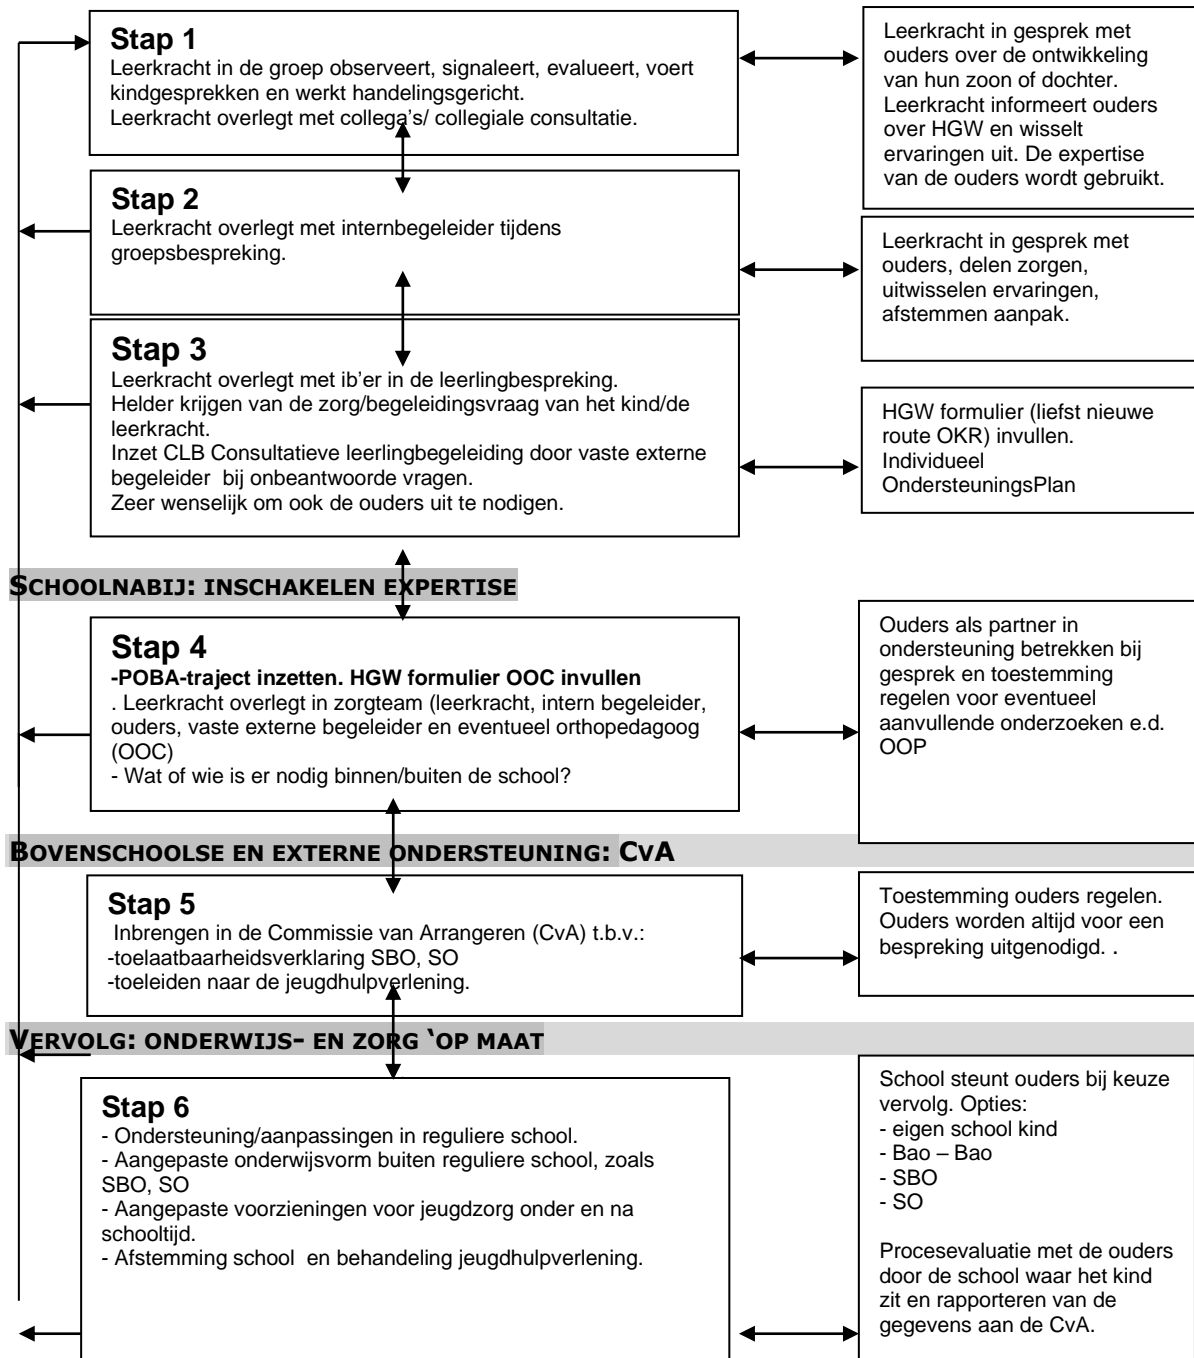 Stap 1
Leerkracht in de groep observeert, signaleert, evalueert, voert
kindgesprekken en werkt handelingsgericht.
Leerkracht overlegt met collega's/ collegiale consultatie.
Leerkracht in gesprek met
ouders over de ontwikkeling
van hun zoon of dochter.
Leerkracht informeert ouders
over HGW en wisselt
ervaringen uit. De expertise
van de ouders wordt gebruikt.
Stap 2
Leerkracht overlegt met internbegeleider tijdens
groepsbespreking.
Leerkracht in gesprek met
ouders, delen zorgen,
uitwisselen ervaringen,
afstemmen aanpak.
Stap 3
Leerkracht overlegt met ib'er in de leerlingbespreking.
Helder krijgen van de zorg/begeleidingsvraag van het kind/de
leerkracht.
Inzet CLB Consultatieve leerlingbegeleiding door vaste externe
begeleider  bij onbeantwoorde vragen.
Zeer wenselijk om ook de ouders uit te nodigen.
HGW formulier (liefst nieuwe
route OKR) invullen.
Individueel
OndersteuningsPlan
SCHOOLNABIJ: INSCHAKELEN EXPERTISE
Stap 4
-POBA-traject inzetten. HGW formulier OOC invullen
. Leerkracht overlegt in zorgteam (leerkracht, intern begeleider,
ouders, vaste externe begeleider en eventueel orthopedagoog
(OOC)
- Wat of wie is er nodig binnen/buiten de school?
Ouders als partner in
ondersteuning betrekken bij
gesprek en toestemming
regelen voor eventueel
aanvullende onderzoeken e.d.
OOP
BOVENSCHOOLSE EN EXTERNE ONDERSTEUNING: CVA
Stap 5
Inbrengen in de Commissie van Arrangeren (CvA) t.b.v.:
-toelaatbaarheidsverklaring SBO, SO
-toeleiden naar de jeugdhulpverlening.
Toestemming ouders regelen.
Ouders worden altijd voor een
bespreking uitgenodigd. .
VERVOLG: ONDERWIJS- EN ZORG ‘OP MAAT
Stap 6
- Ondersteuning/aanpassingen in reguliere school.
- Aangepaste onderwijsvorm buiten reguliere school, zoals
SBO, SO
- Aangepaste voorzieningen voor jeugdzorg onder en na
schooltijd.
- Afstemming school  en behandeling jeugdhulpverlening.
School steunt ouders bij keuze
vervolg. Opties:
- eigen school kind
- Bao – Bao
- SBO
- SO
Procesevaluatie met de ouders
door de school waar het kind
zit en rapporteren van de
gegevens aan de CvA.